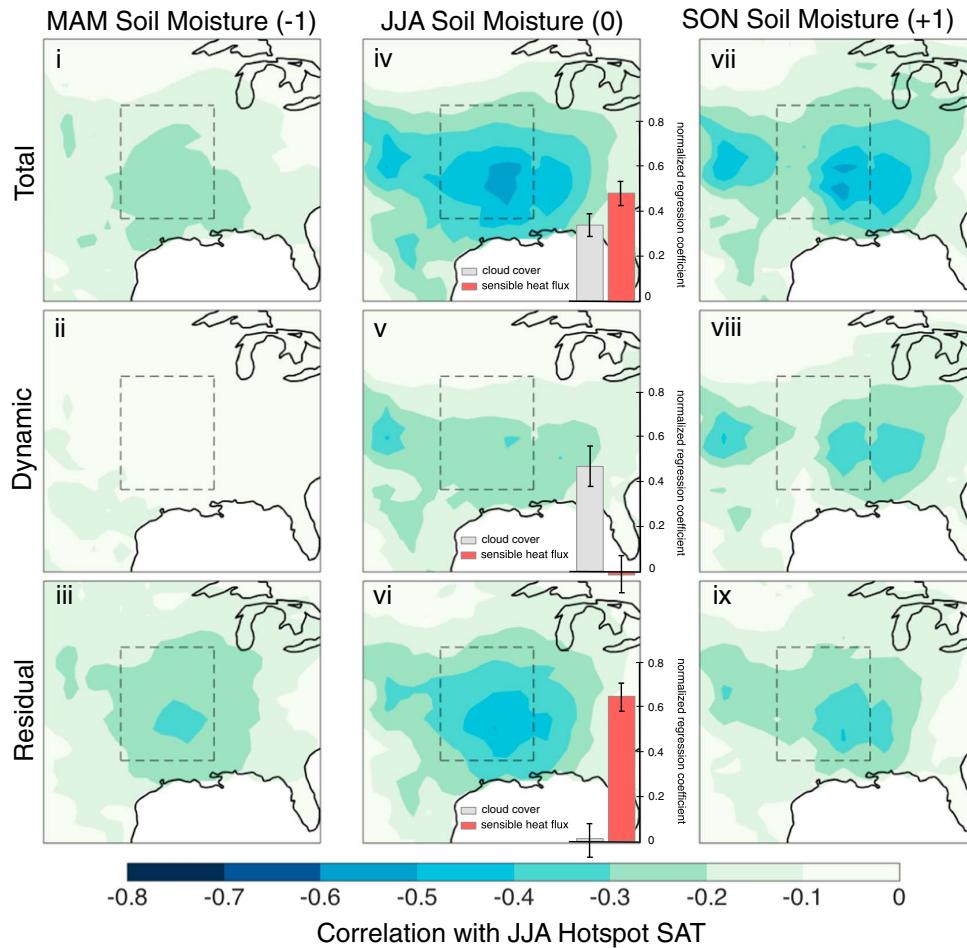 MAM Soil Moisture (-1)
JJA Soil Moisture (0)
SON Soil Moisture (+1)
Total
i
iv
0.8
0.6
0.4
0.2
0
normalized regression coefficient
cloud cover
sensible heat flux
vii
Dynamic
ii
v
0.8
0.6
0.4
0.2
0
normalized regression coefficient
cloud cover
sensible heat flux
viii
Residual
iii
vi
0.8
0.6
0.4
0.2
0
normalized regression coefficient
cloud cover
sensible heat flux
ix
-0.8 -0.7 -0.6 -0.5 -0.4 -0.3 -0.2 -0.1 0
Correlation with JJA Hotspot SAT